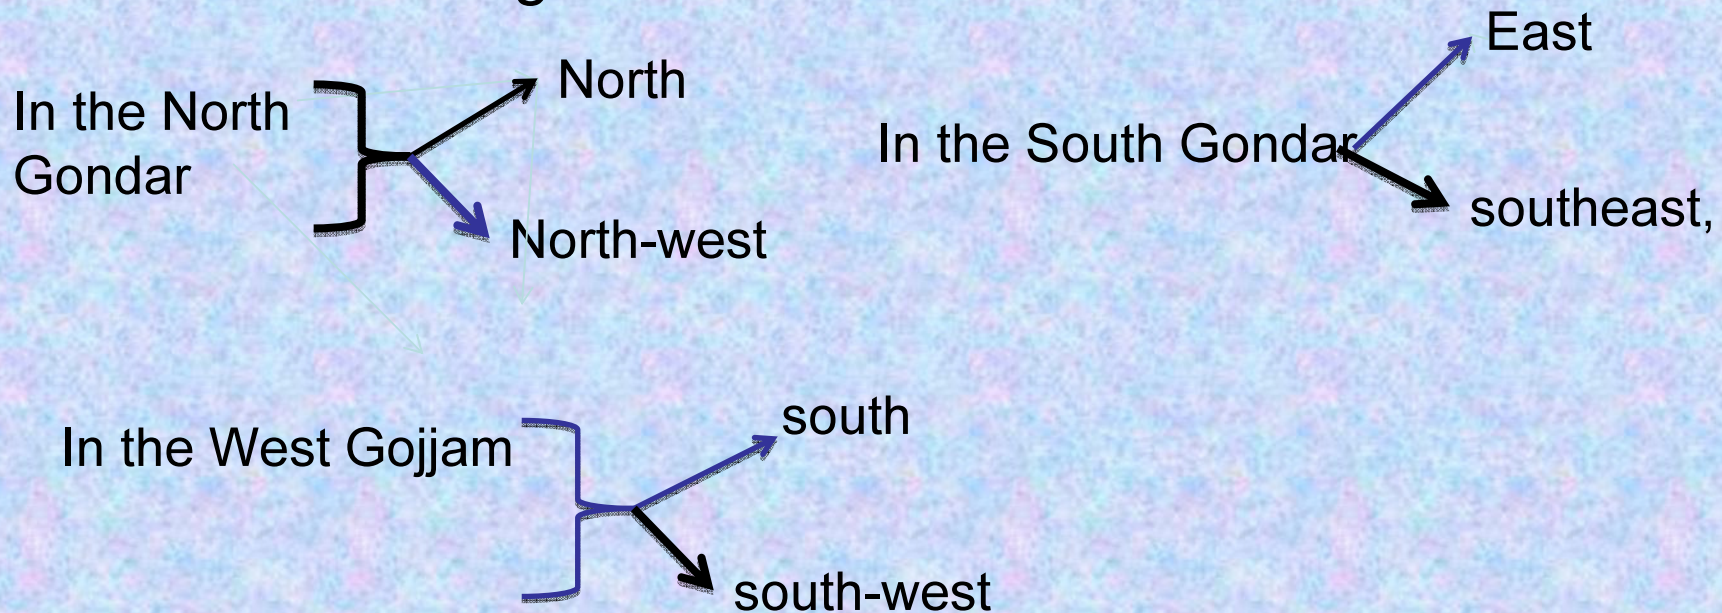 In the North
Gondar
North
North-west
In the South Gondar
East
southeast,
In the West Gojjam
south
south-west